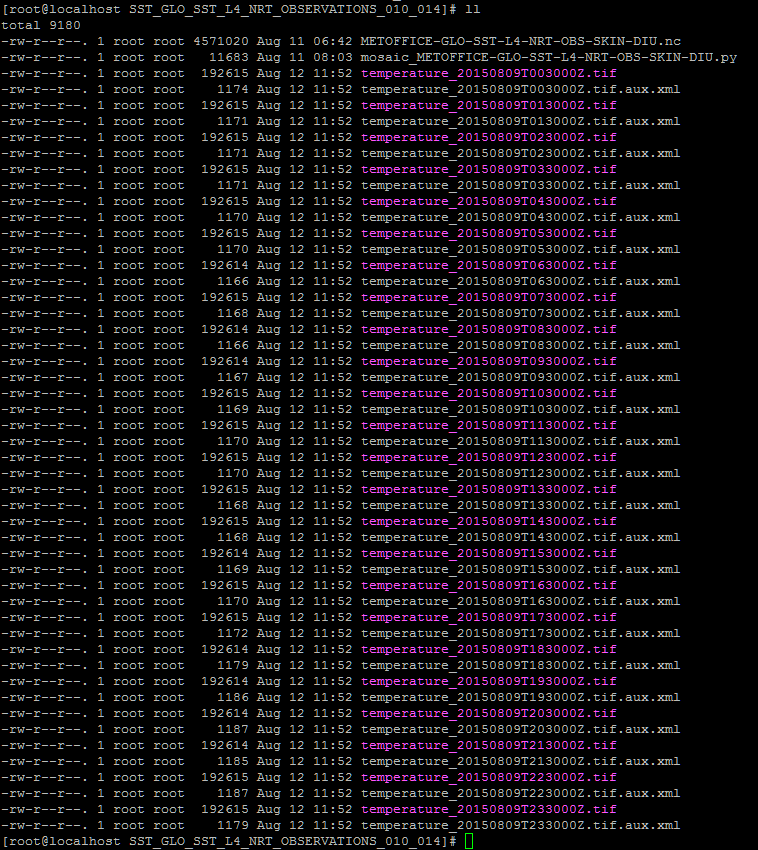 [root@localhost SST_GLO_SST_L4_NRT_OBSERVATIONS_010_014]# ll
total 9180
-rw-r--r--. 1 root root 4571020 Aug 11 06:42 METOFFICE-GLO-SST-L4-NRT-OBS-SKIN-DIU.nc
-rw-r--r--. 1 root root   11683 Aug 11 08:03 mosaic_METOFFICE-GLO-SST-L4-NRT-OBS-SKIN-DIU.py
-rw-r--r--. 1 root root  192615 Aug 12 11:52 temperature_20150809T003000Z.tif
-rw-r--r--. 1 root root    1174 Aug 12 11:52 temperature_20150809T003000Z.tif.aux.xml
-rw-r--r--. 1 root root  192615 Aug 12 11:52 temperature_20150809T013000Z.tif
-rw-r--r--. 1 root root    1171 Aug 12 11:52 temperature_20150809T013000Z.tif.aux.xml
-rw-r--r--. 1 root root  192615 Aug 12 11:52 temperature_20150809T023000Z.tif
-rw-r--r--. 1 root root    1171 Aug 12 11:52 temperature_20150809T023000Z.tif.aux.xml
-rw-r--r--. 1 root root  192615 Aug 12 11:52 temperature_20150809T033000Z.tif
-rw-r--r--. 1 root root    1171 Aug 12 11:52 temperature_20150809T033000Z.tif.aux.xml
-rw-r--r--. 1 root root  192615 Aug 12 11:52 temperature_20150809T043000Z.tif
-rw-r--r--. 1 root root    1170 Aug 12 11:52 temperature_20150809T043000Z.tif.aux.xml
-rw-r--r--. 1 root root  192615 Aug 12 11:52 temperature_20150809T053000Z.tif
-rw-r--r--. 1 root root    1170 Aug 12 11:52 temperature_20150809T053000Z.tif.aux.xml
-rw-r--r--. 1 root root  192614 Aug 12 11:52 temperature_20150809T063000Z.tif
-rw-r--r--. 1 root root    1166 Aug 12 11:52 temperature_20150809T063000Z.tif.aux.xml
-rw-r--r--. 1 root root  192615 Aug 12 11:52 temperature_20150809T073000Z.tif
-rw-r--r--. 1 root root    1168 Aug 12 11:52 temperature_20150809T073000Z.tif.aux.xml
-rw-r--r--. 1 root root  192614 Aug 12 11:52 temperature_20150809T083000Z.tif
-rw-r--r--. 1 root root    1166 Aug 12 11:52 temperature_20150809T083000Z.tif.aux.xml
-rw-r--r--. 1 root root  192614 Aug 12 11:52 temperature_20150809T093000Z.tif
-rw-r--r--. 1 root root    1167 Aug 12 11:52 temperature_20150809T093000Z.tif.aux.xml
-rw-r--r--. 1 root root  192615 Aug 12 11:52 temperature_20150809T103000Z.tif
-rw-r--r--. 1 root root    1169 Aug 12 11:52 temperature_20150809T103000Z.tif.aux.xml
-rw-r--r--. 1 root root  192615 Aug 12 11:52 temperature_20150809T113000Z.tif
-rw-r--r--. 1 root root    1170 Aug 12 11:52 temperature_20150809T113000Z.tif.aux.xml
-rw-r--r--. 1 root root  192615 Aug 12 11:52 temperature_20150809T123000Z.tif
-rw-r--r--. 1 root root    1170 Aug 12 11:52 temperature_20150809T123000Z.tif.aux.xml
-rw-r--r--. 1 root root  192615 Aug 12 11:52 temperature_20150809T133000Z.tif
-rw-r--r--. 1 root root    1168 Aug 12 11:52 temperature_20150809T133000Z.tif.aux.xml
-rw-r--r--. 1 root root  192615 Aug 12 11:52 temperature_20150809T143000Z.tif
-rw-r--r--. 1 root root    1168 Aug 12 11:52 temperature_20150809T143000Z.tif.aux.xml
-rw-r--r--. 1 root root  192614 Aug 12 11:52 temperature_20150809T153000Z.tif
-rw-r--r--. 1 root root    1169 Aug 12 11:52 temperature_20150809T153000Z.tif.aux.xml
-rw-r--r--. 1 root root  192615 Aug 12 11:52 temperature_20150809T163000Z.tif
-rw-r--r--. 1 root root    1170 Aug 12 11:52 temperature_20150809T163000Z.tif.aux.xml
-rw-r--r--. 1 root root  192615 Aug 12 11:52 temperature_20150809T173000Z.tif
-rw-r--r--. 1 root root    1172 Aug 12 11:52 temperature_20150809T173000Z.tif.aux.xml
-rw-r--r--. 1 root root  192614 Aug 12 11:52 temperature_20150809T183000Z.tif
-rw-r--r--. 1 root root    1179 Aug 12 11:52 temperature_20150809T183000Z.tif.aux.xml
-rw-r--r--. 1 root root  192614 Aug 12 11:52 temperature_20150809T193000Z.tif
-rw-r--r--. 1 root root    1186 Aug 12 11:52 temperature_20150809T193000Z.tif.aux.xml
-rw-r--r--. 1 root root  192614 Aug 12 11:52 temperature_20150809T203000Z.tif
-rw-r--r--. 1 root root    1187 Aug 12 11:52 temperature_20150809T203000Z.tif.aux.xml
-rw-r--r--. 1 root root  192614 Aug 12 11:52 temperature_20150809T213000Z.tif
-rw-r--r--. 1 root root    1185 Aug 12 11:52 temperature_20150809T213000Z.tif.aux.xml
-rw-r--r--. 1 root root  192615 Aug 12 11:52 temperature_20150809T223000Z.tif
-rw-r--r--. 1 root root    1187 Aug 12 11:52 temperature_20150809T223000Z.tif.aux.xml
-rw-r--r--. 1 root root  192615 Aug 12 11:52 temperature_20150809T233000Z.tif
-rw-r--r--. 1 root root    1179 Aug 12 11:52 temperature_20150809T233000Z.tif.aux.xml
[root@localhost SST_GLO_SST_L4_NRT_OBSERVATIONS_010_014]#